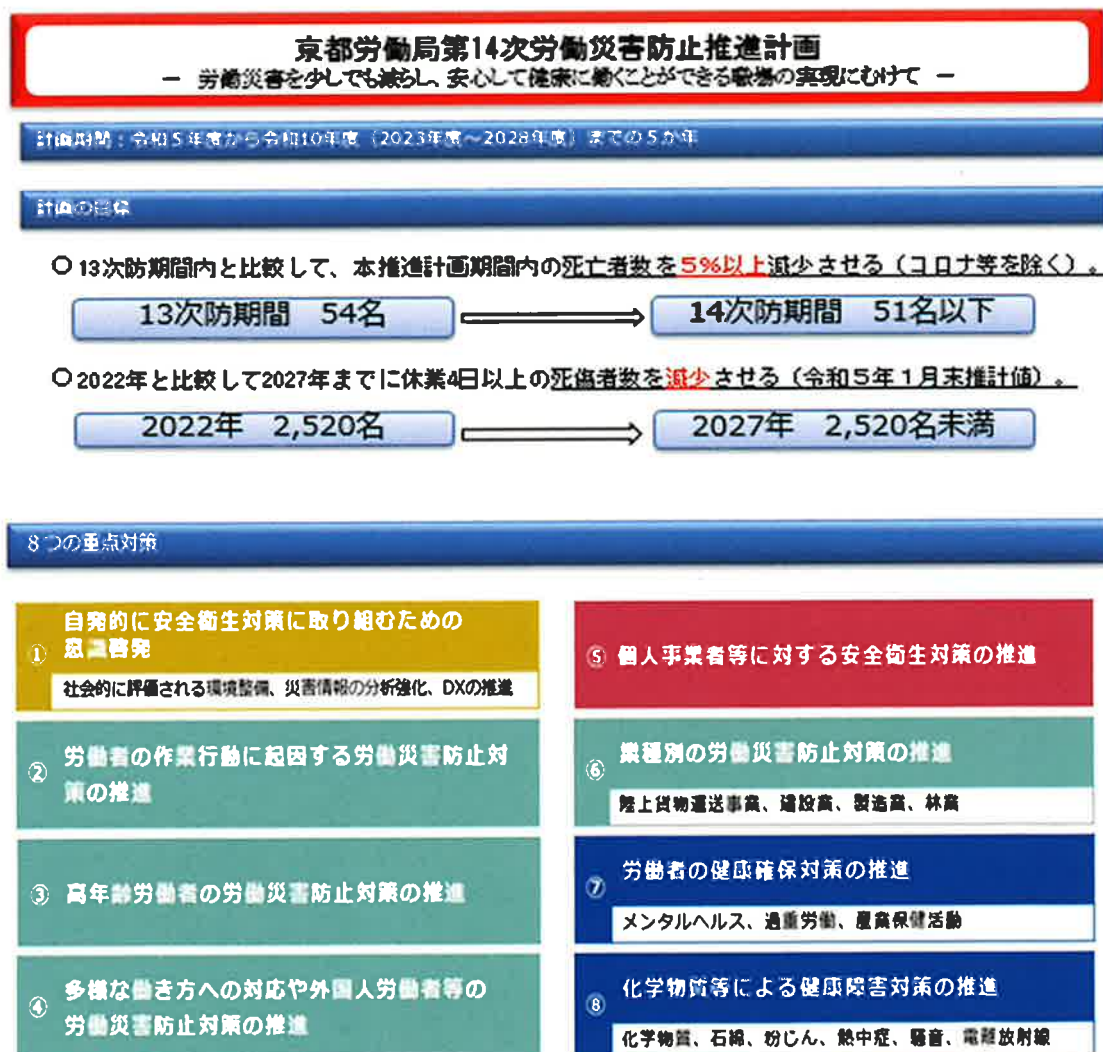 京都労働局第14次労働災害防止推進計画
― 労働災害を少しでも減らし、安心して健康に働くことができる職場の実現にむけて ―
計画期間：令和5年度から令和10年度（2023年度～2028年度）までの5か年
計画の目標
○13次防期間内と比較して、本推進計画期間内の死亡者数を5%以上減少させる（コロナ等を除く）。
13次防期間　54名
14次防期間　51名以下
○2022年と比較して2027年までに休業4日以上の死傷者数を減少させる（令和5年1月末推計値）。
2022年　2,520名
2027年　2,520名未満
8つの重点対策
① 自発的に安全衛生対策に取り組むための
意識啓発
社会的に評価される環境整備、災害情報の分析強化、DXの推進
② 労働者の作業行動に起因する労働災害防止対
策の推進
③ 高年齢労働者の労働災害防止対策の推進
④ 多様な働き方への対応や外国人労働者等の
労働災害防止対策の推進
⑤ 個人事業者等に対する安全衛生対策の推進
⑥ 業種別の労働災害防止対策の推進
陸上貨物運送事業、建設業、製造業、林業
⑦ 労働者の健康確保対策の推進
メンタルヘルス、過重労働、産業保健活動
⑧ 化学物質等による健康障害対策の推進
化学物質、石綿、粉じん、熱中症、騒音、電離放射線